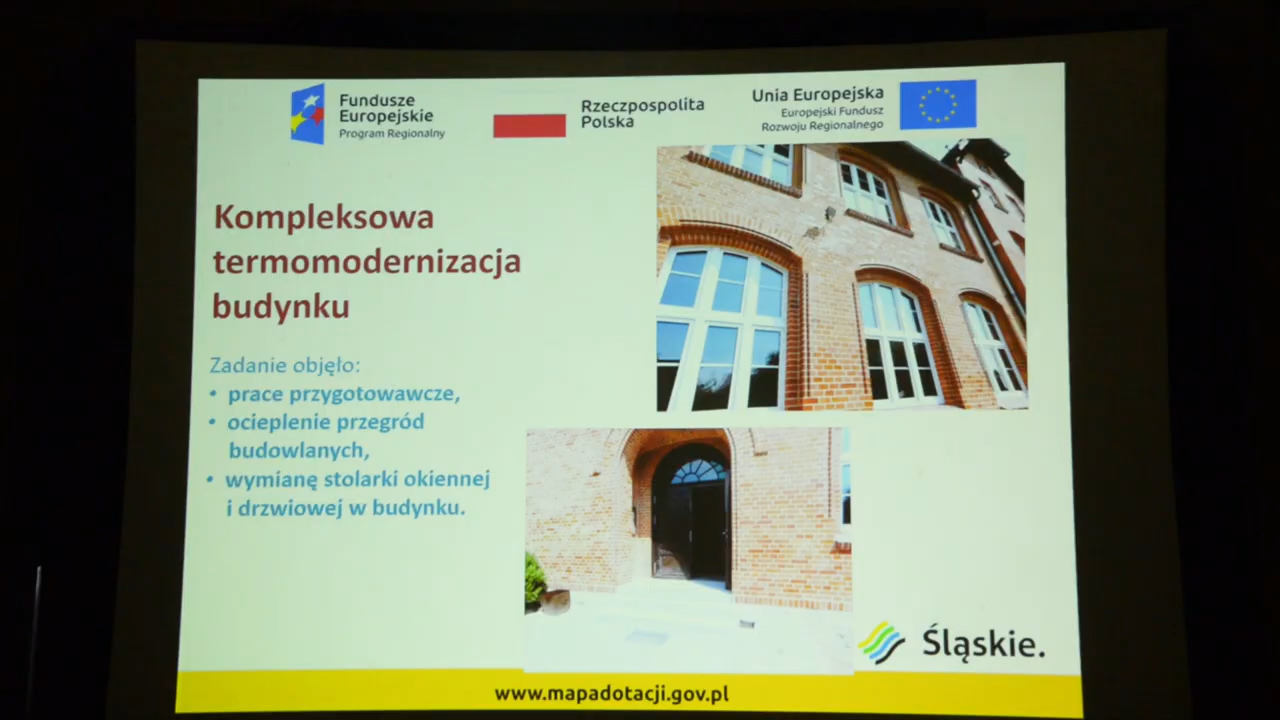 Fundusze
Europejskie
Program Regionalny
Rzeczpospolita
Polska
Unia Europejska
Europejski Fundusz
Rozwoju Regionalnego
Kompleksowa
termomodernizacja
budynku
Zadanie objęło:
• prace przygotowawcze,
• ocieplenie przegród
budowlanych,
• wymianę stolarki okiennej
i drzwiowej w budynku.
Śląskie.
www.mapadotacji.gov.pl